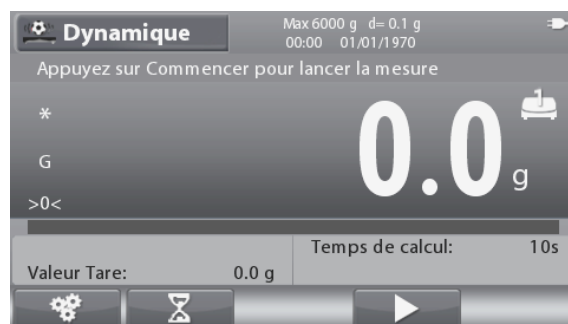 Dynamique
Max 6000 g d= 0.1 g
00:00 01/01/1970
Appuyez sur Commencer pour lancer la mesure
*
1
G
0.0 g
>0<
Temps de calcul: 10s
Valeur Tare: 0.0 g